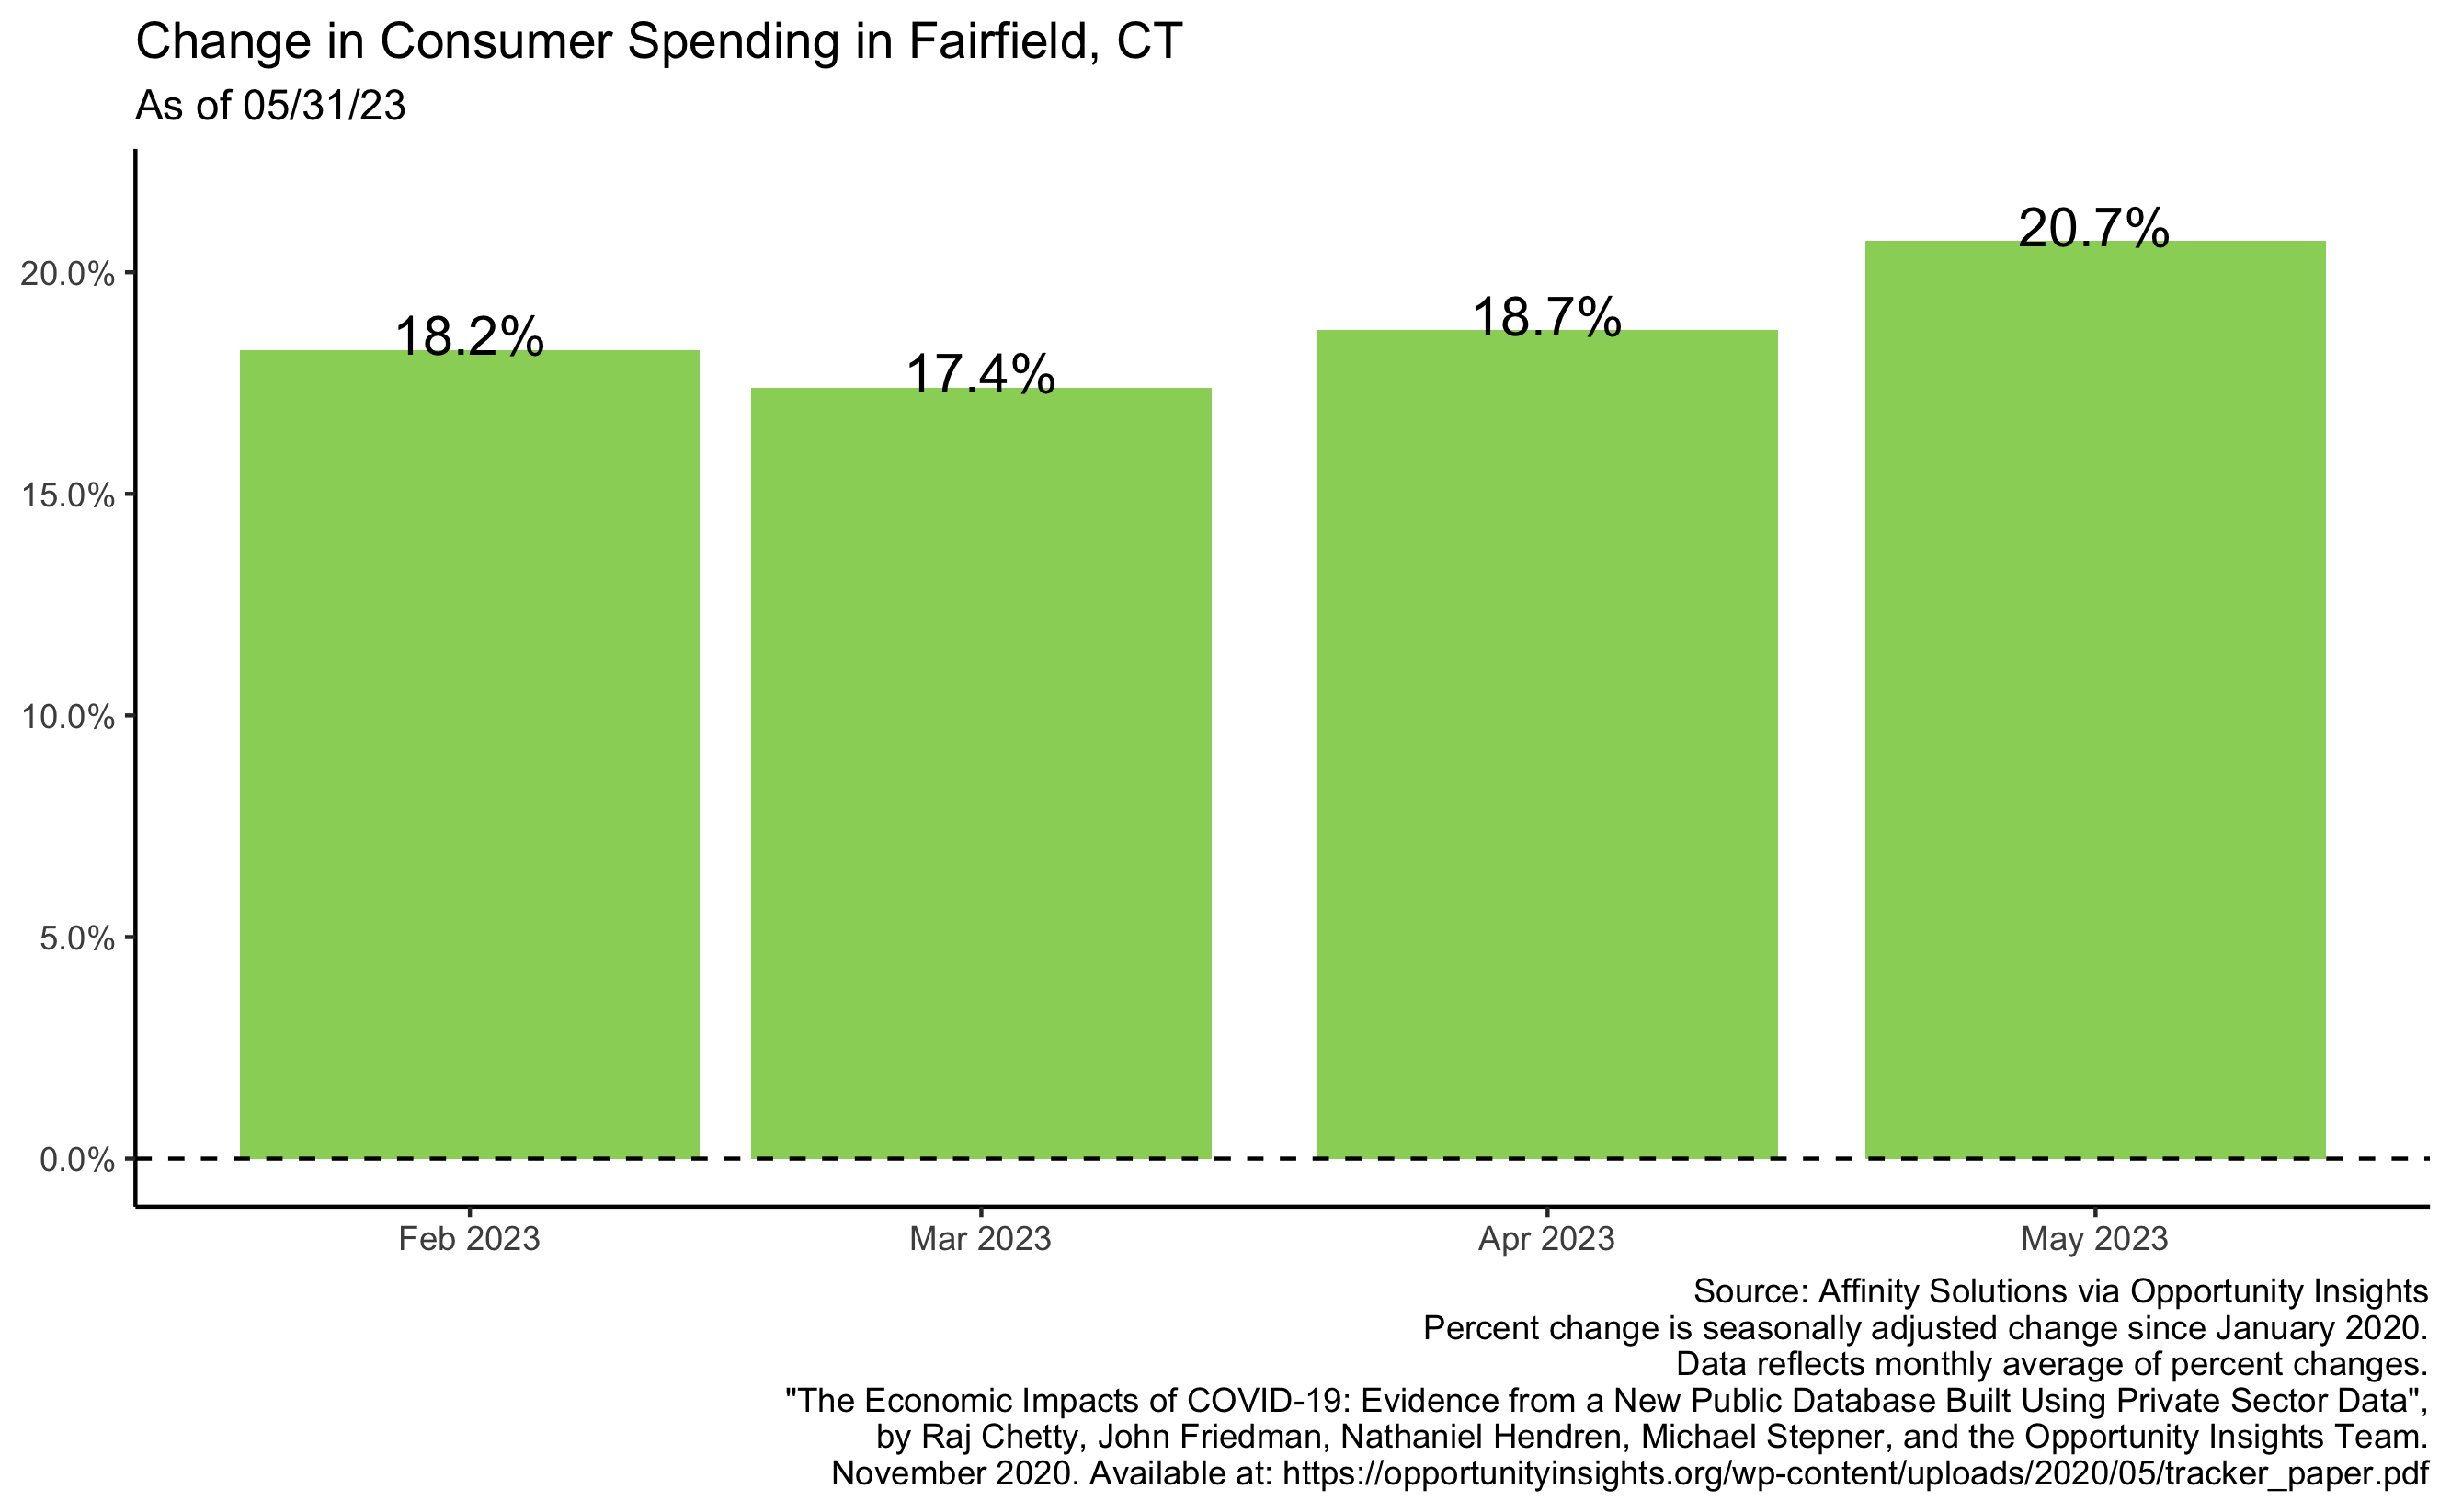 Change in Consumer Spending in Fairfield, CT
As of 05/31/23
20.7%
20.0%
18.7%
18.2%
17.4%
15.0%
10.0%
5.0%
0.0%
Feb 2023
Mar 2023
Apr 2023
May 2023
Source: Affinity Solutions via Opportunity Insights
Percent change is seasonally adjusted change since January 2020.
Data reflects monthly average of percent changes.
"The Economic Impacts of COVID-19: Evidence from a New Public Database Built Using Private Sector Data",
by Raj Chetty, John Friedman, Nathaniel Hendren, Michael Stepner, and the Opportunity Insights Team.
November 2020. Available at: https://opportunityinsights.org/wp-content/uploads/2020/05/tracker_paper.pdf